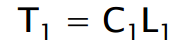 T₁ = C₁L₁